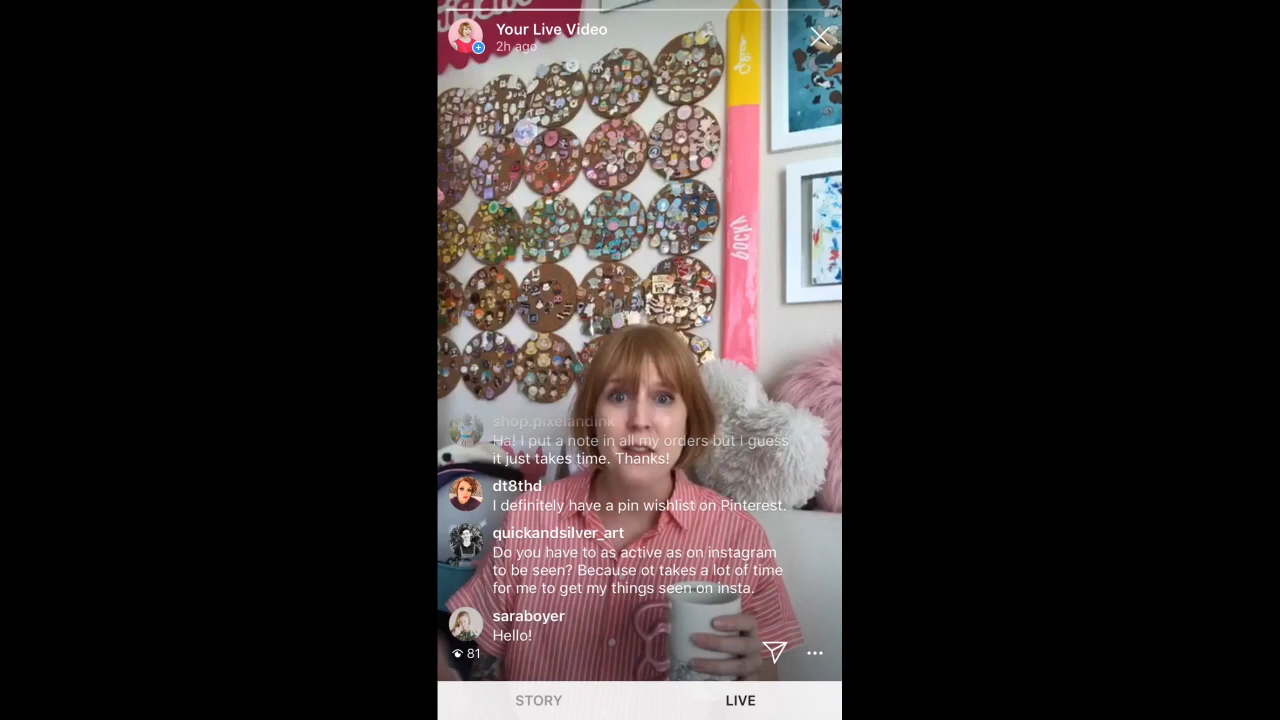 Your Live Video
2h ago
pocky
shop.pixelandink
Ha! I put a note in all my orders but I guess
it just takes time. Thanks!
dt8thd
I definitely have a pin wishlist on Pinterest.
quickandsilver_art
Do you have to as active as on instagram
to be seen? Because ot takes a lot of time
for me to get my things seen on insta.
saraboyer
Hello!
81
STORY LIVE